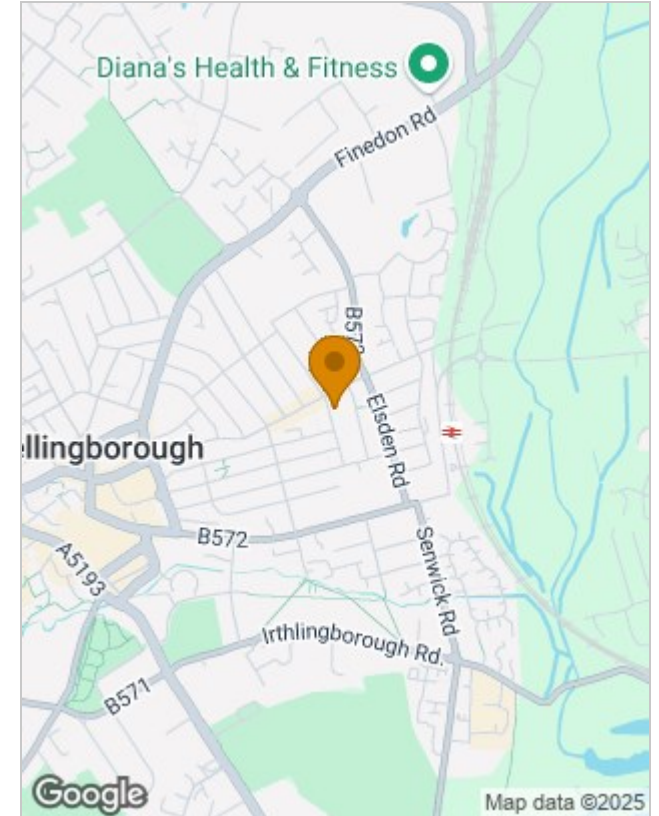 Diana's Health & Fitness
Finedon Rd
B573
Elsden Rd
ellingborough
B572
Senwick Rd
A5193
Irthlingborough Rd.
B571
Google
Map data ©2025